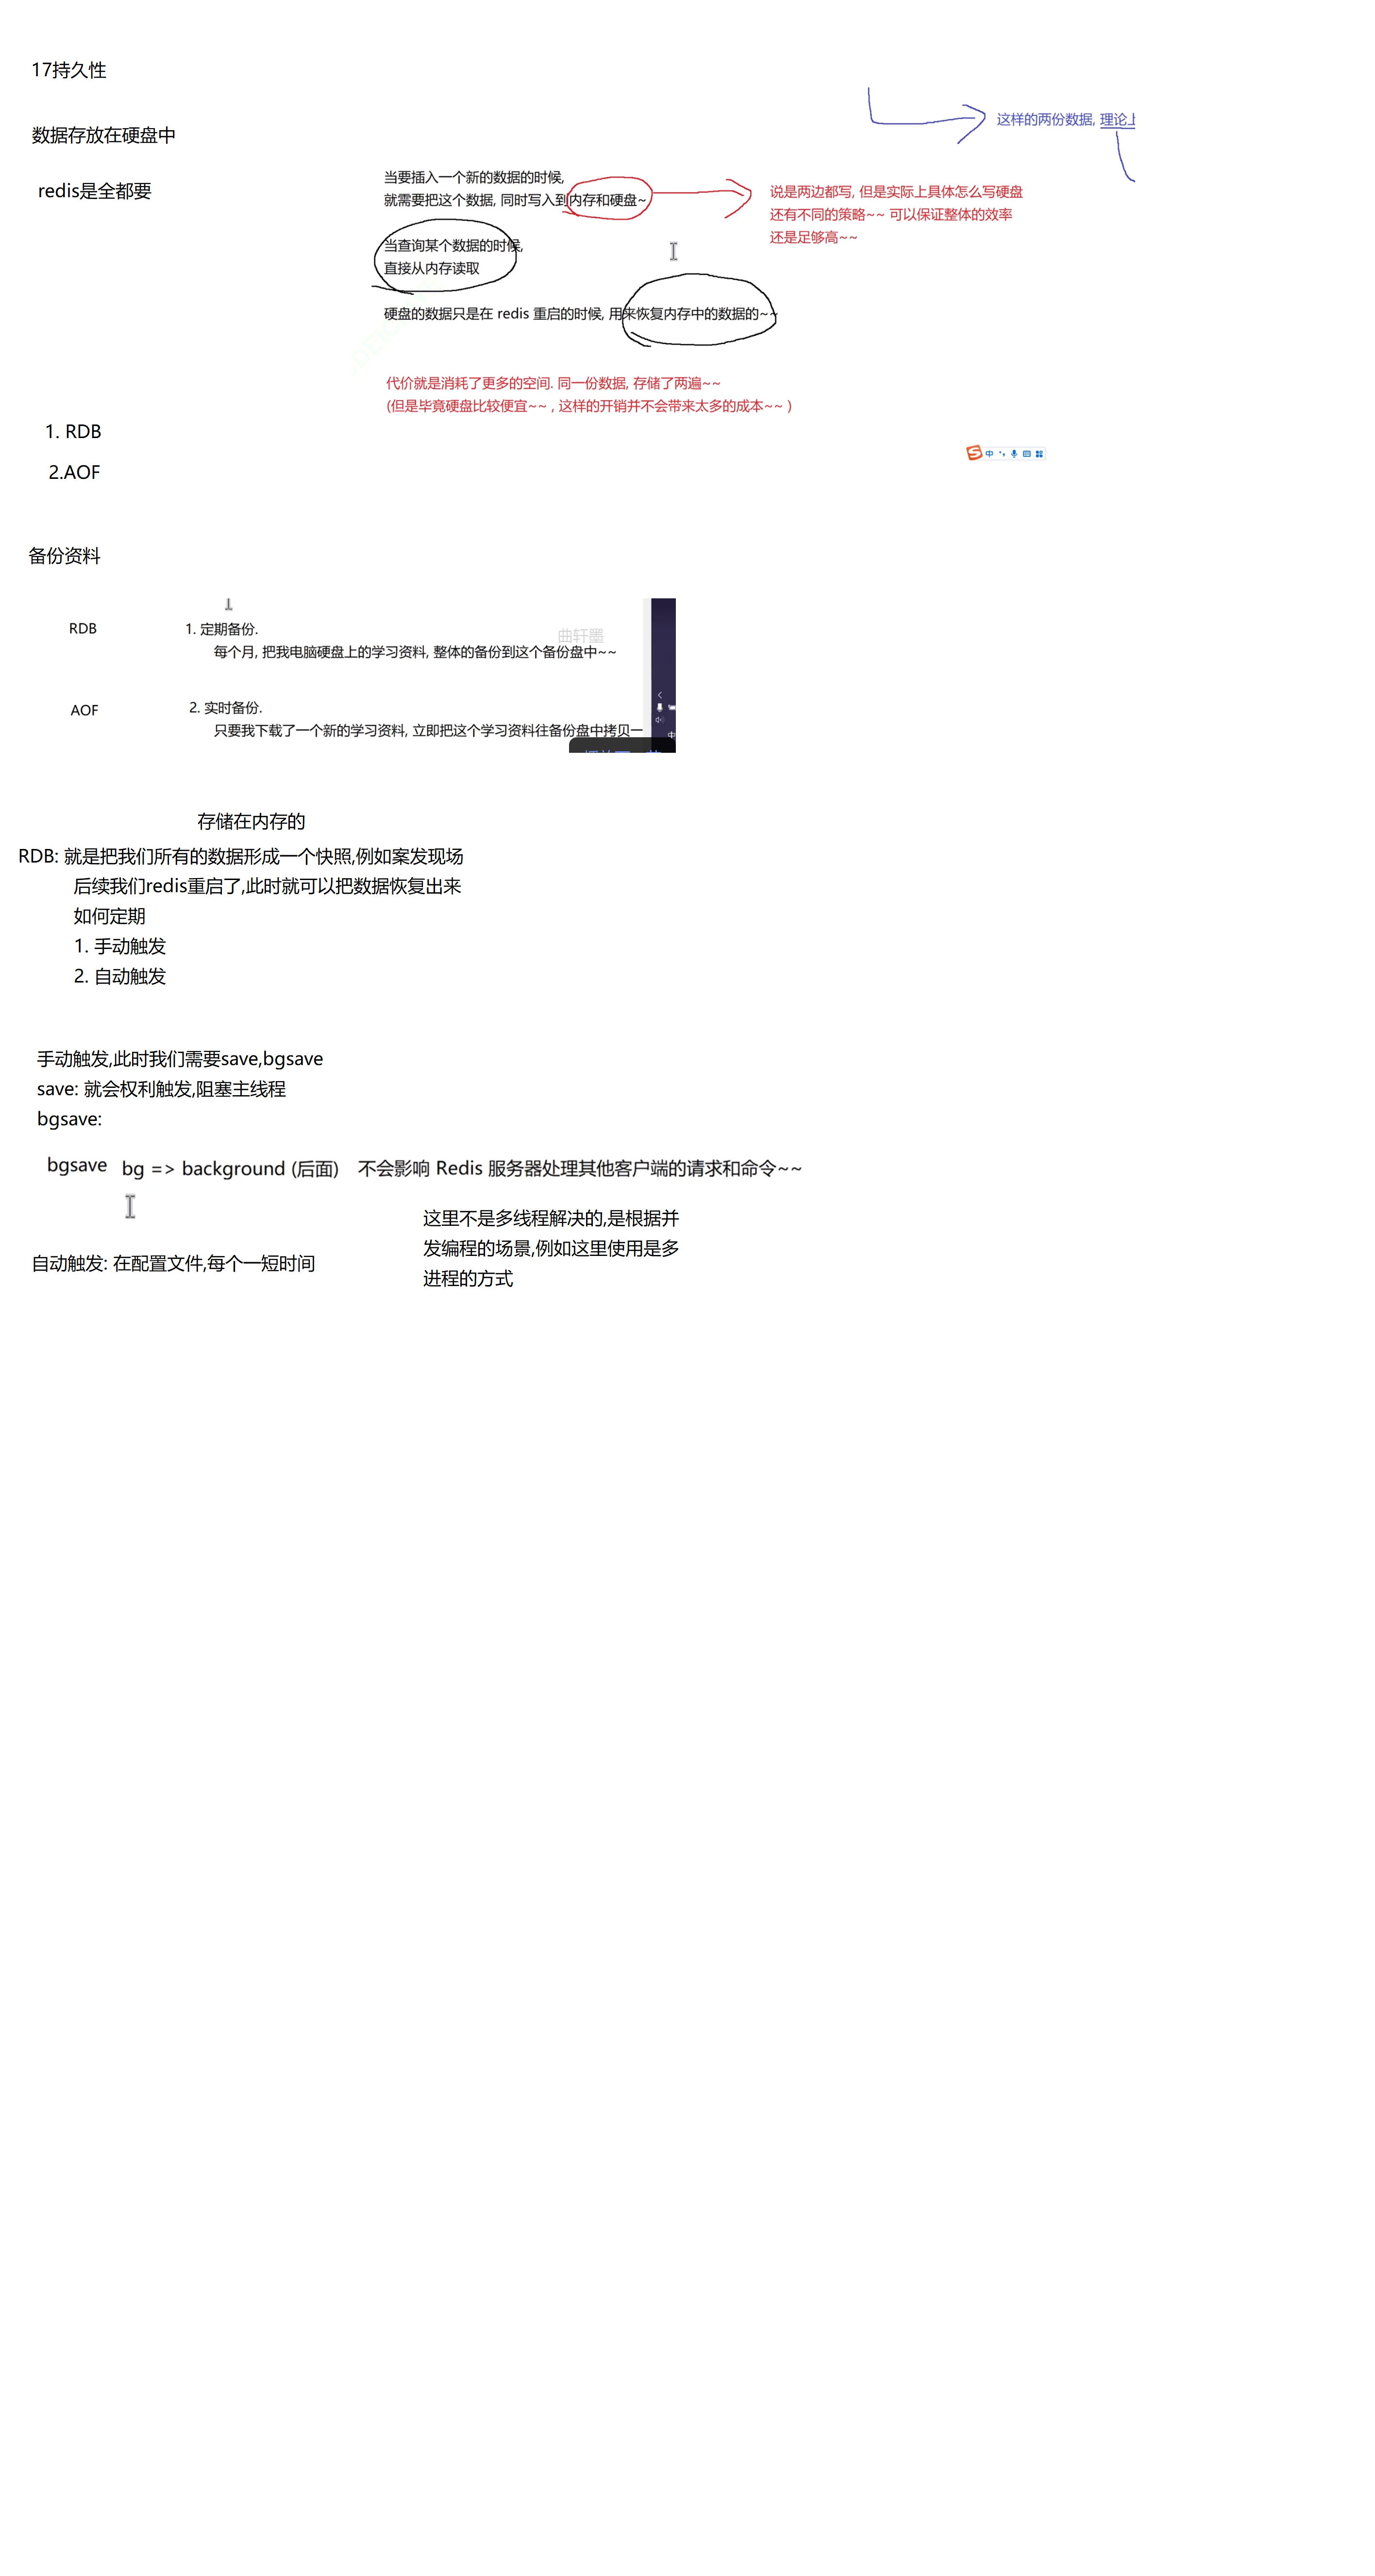 17持久性
这样的两份数据, 理论上
数据存放在硬盘中
redis是全都要
当要插入一个新的数据的时候,
就需要把这个数据, 同时写入到内存和硬盘~
说是两边都写, 但是实际上具体怎么写硬盘
还有不同的策略~~ 可以保证整体的效率
还是足够高~~
当查询某个数据的时候,
直接从内存读取
硬盘的数据只是在 redis 重启的时候, 用来恢复内存中的数据的~~
代价就是消耗了更多的空间. 同一份数据, 存储了两遍~~
(但是毕竟硬盘比较便宜~~ , 这样的开销并不会带来太多的成本~~ )
1. RDB
2.AOF
中
备份资料
RDB
1. 定期备份.
曲轩墨
每个月, 把我电脑硬盘上的学习资料, 整体的备份到这个备份盘中~~
AOF
2. 实时备份.
只要我下载了一个新的学习资料, 立即把这个学习资料往备份盘中拷贝一
中
存储在内存的
RDB: 就是把我们所有的数据形成一个快照,例如案发现场
后续我们redis重启了,此时就可以把数据恢复出来
如何定期
1. 手动触发
2. 自动触发
手动触发,此时我们需要save,bgsave
save: 就会权利触发,阻塞主线程
bgsave:
bgsave bg => background (后面) 不会影响 Redis 服务器处理其他客户端的请求和命令~~
这里不是多线程解决的,是根据并
发编程的场景,例如这里使用是多
进程的方式
自动触发: 在配置文件,每个一短时间